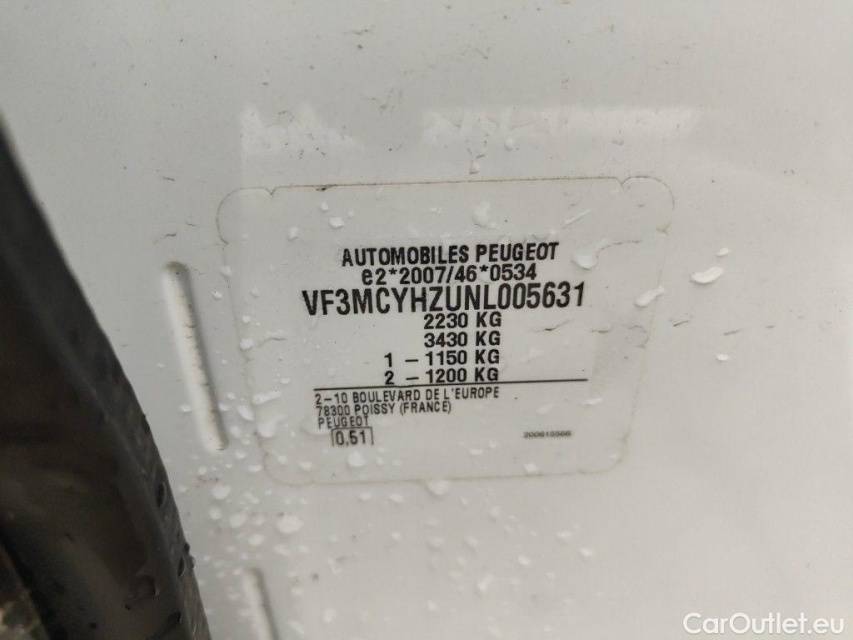 AUTOMOBILES PEUGEOT
e2*2007/46*0534
VF3MCYHZUNL005631
2230 KG
3430 KG
1 - 1150 KG
2 - 1200 KG
2-10 BOULEVARD DE L'EUROPE
78300 POISSY (FRANCE)
PEUGEOT
0.51
CarOutlet.eu